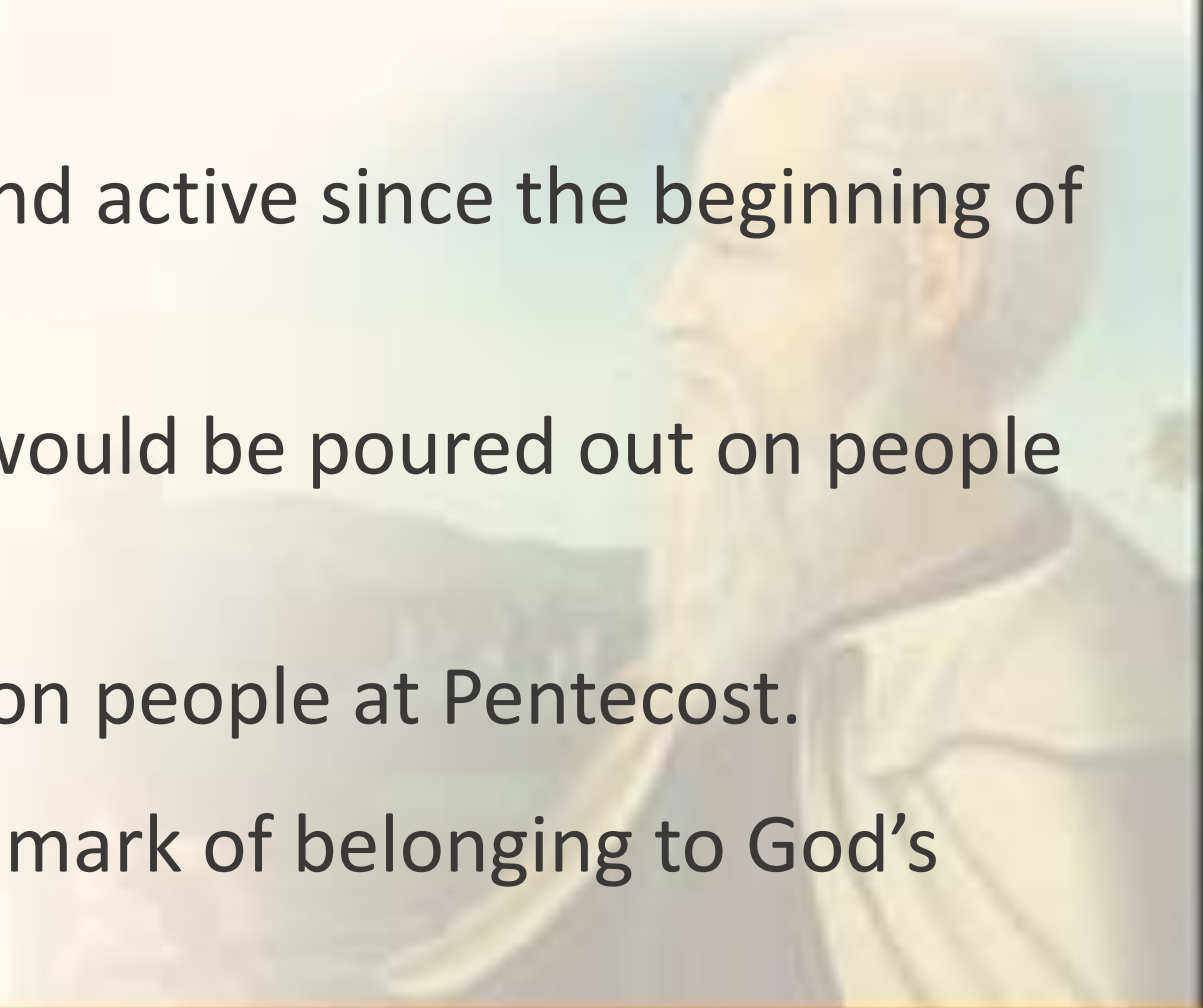 nd active since the beginning of
would be poured out on people
on people at Pentecost.
mark of belonging to God’s